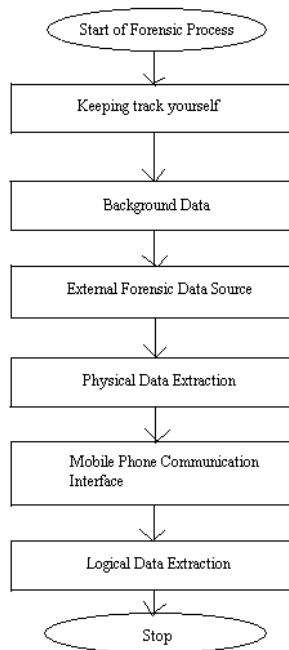 Start of Forensic Process
Keeping track yourself
Background Data
External Forensic Data Source
Physical Data Extraction
Mobile Phone Communication
Interface
Logical Data Extraction
Stop